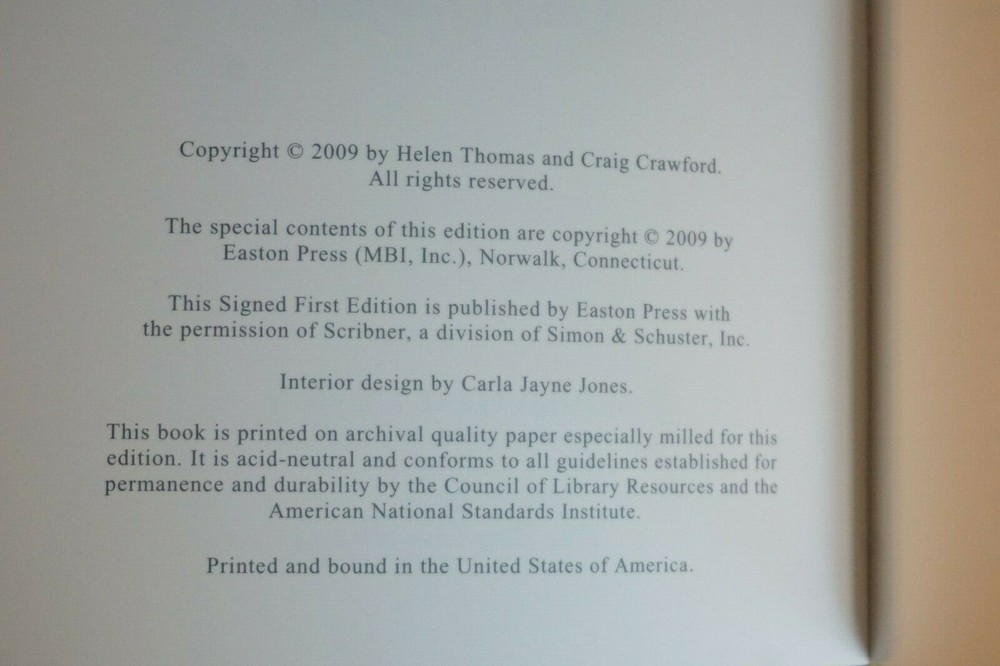 Copyright © 2009 by Helen Thomas and Craig Crawford.
All rights reserved.
The special contents of this edition are copyright © 2009 by
Easton Press (MBI, Inc.), Norwalk, Connecticut.
This Signed First Edition is published by Easton Press with
the permission of Scribner, a division of Simon & Schuster, Inc.
Interior design by Carla Jayne Jones.
This book is printed on archival quality paper especially milled for this
edition. It is acid-neutral and conforms to all guidelines established for
permanence and durability by the Council of Library Resources and the
American National Standards Institute.
Printed and bound in the United States of America.